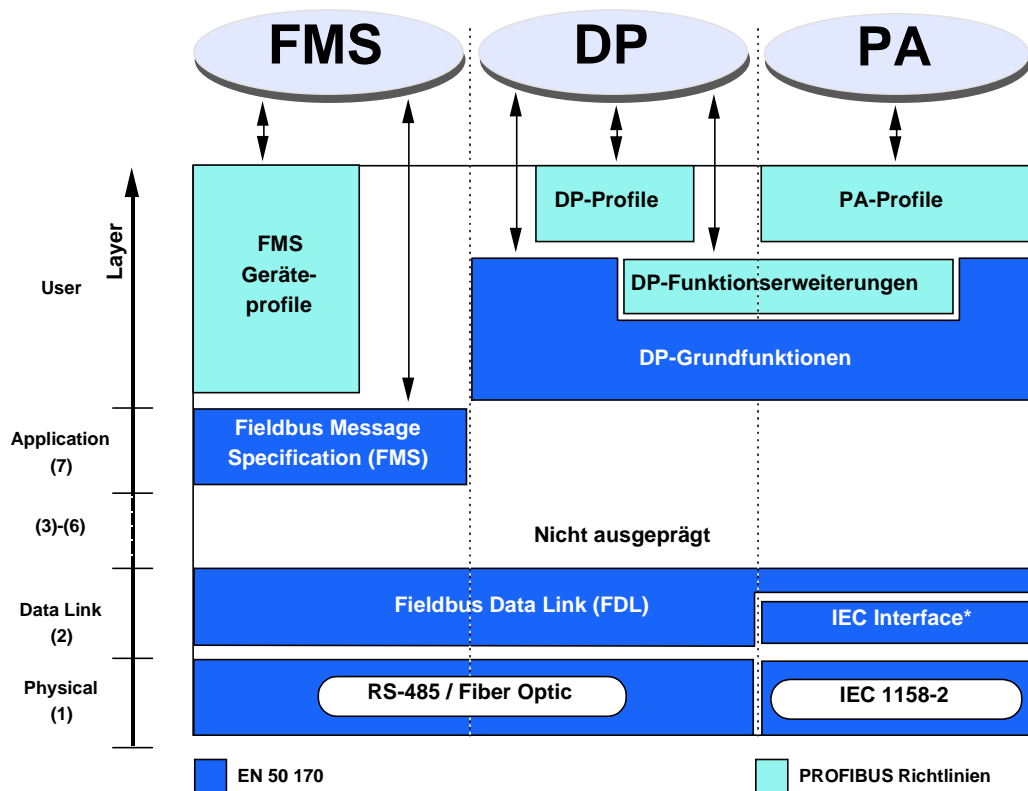 FMS
DP
PA
Layer
User
FMS
Geräte-
profile
DP-Profile
PA-Profile
DP-Funktionserweiterungen
DP-Grundfunktionen
Application
(7)
Fieldbus Message
Specification (FMS)
(3)-(6)
Nicht ausgeprägt
Data Link
(2)
Fieldbus Data Link (FDL)
IEC Interface*
Physical
(1)
RS-485 / Fiber Optic
IEC 1158-2
EN 50 170
PROFIBUS Richtlinien